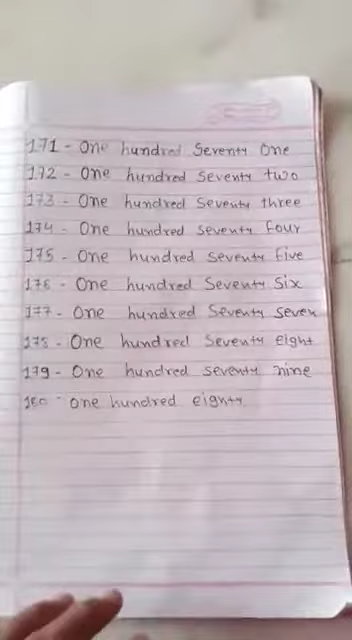 171 - One hundred Seventy One
172 - One hundred Seventy two
173 - One hundred Seventy three
174 - One hundred Seventy four
175 - One hundred Seventy five
176 - One hundred Seventy Six
177 - One hundred Seventy Seven
178 - One hundred Seventy eight
179 - One hundred Seventy nine
180 - One hundred eighty